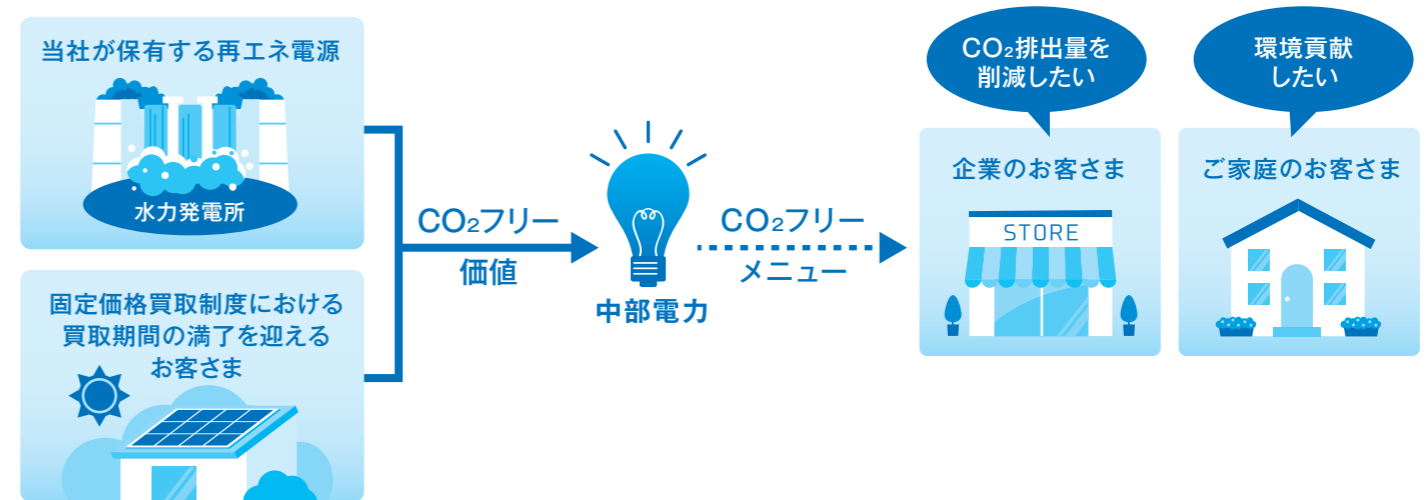 当社が保有する再エネ電源
水力発電所
固定価格買取制度における
買取期間の満了を迎える
お客さま
CO₂フリー
価値
中部電力
CO₂フリー
メニュー
CO₂排出量を
削減したい
企業のお客さま
STORE
環境貢献
したい
ご家庭のお客さま